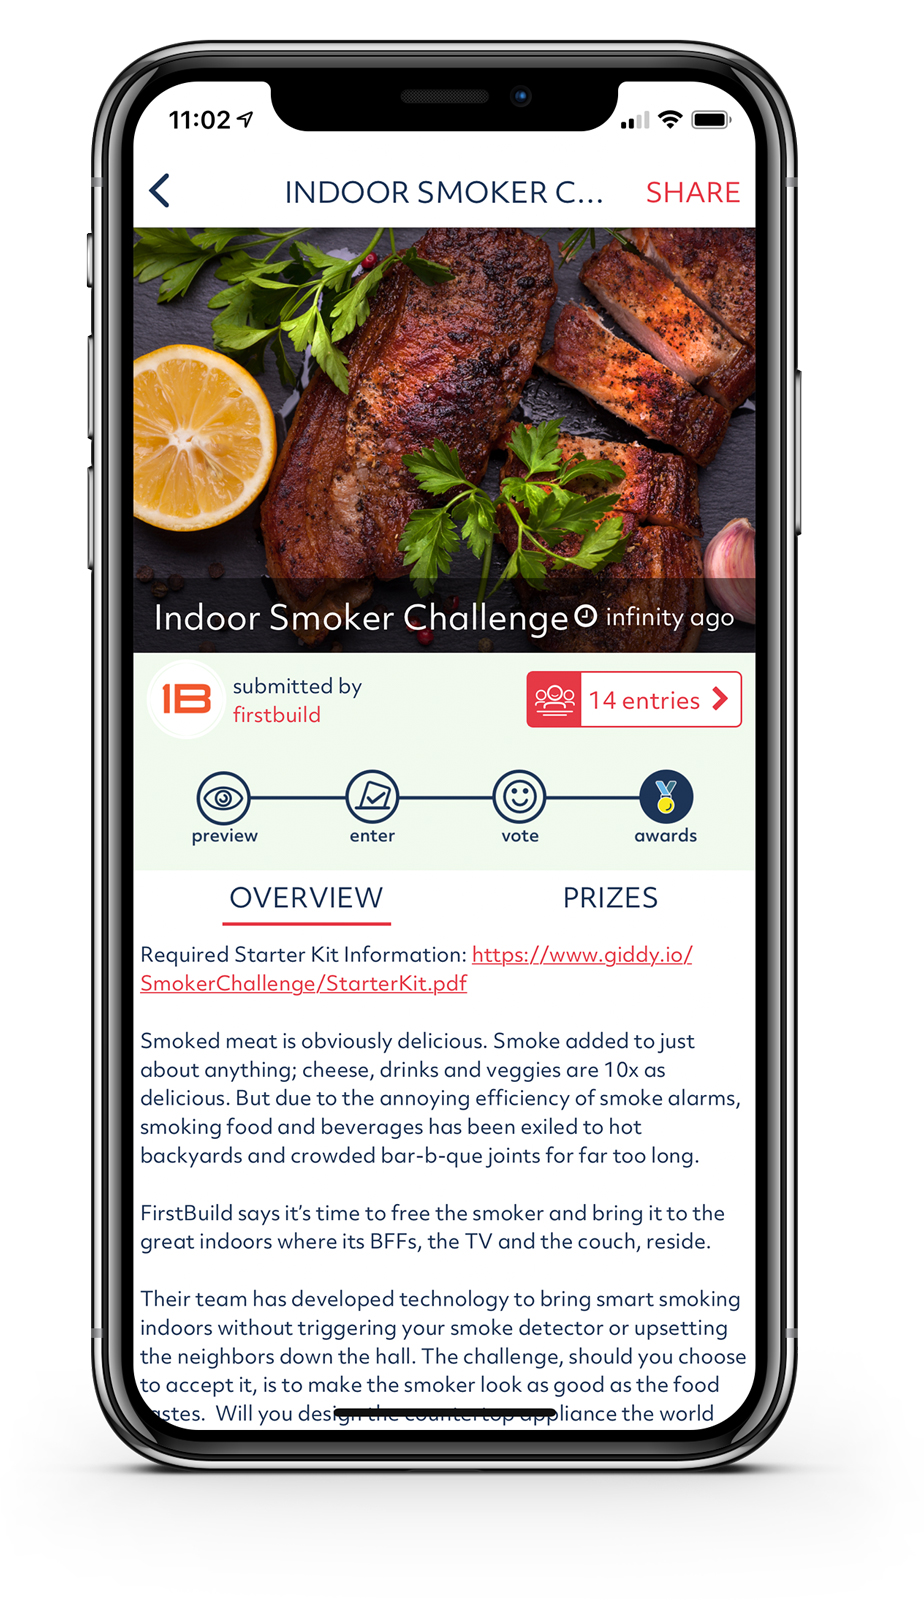 11:02
INDOOR SMOKER C...
SHARE
Indoor Smoker Challenge
infinity ago
1B
submitted by
firstbuild
14 entries
preview
enter
vote
awards
OVERVIEW
PRIZES
Required Starter Kit Information: https://www.giddy.io/
SmokerChallenge/StarterKit.pdf
Smoked meat is obviously delicious. Smoke added to just
about anything; cheese, drinks and veggies are 10x as
delicious. But due to the annoying efficiency of smoke alarms,
smoking food and beverages has been exiled to hot
backyards and crowded bar-b-que joints for far too long.
FirstBuild says it’s time to free the smoker and bring it to the
great indoors where its BFFs, the TV and the couch, reside.
Their team has developed technology to bring smart smoking
indoors without triggering your smoke detector or upsetting
the neighbors down the hall. The challenge, should you choose
to accept it, is to make the smoker look as good as the food
tastes. Will you design the countertop appliance the world